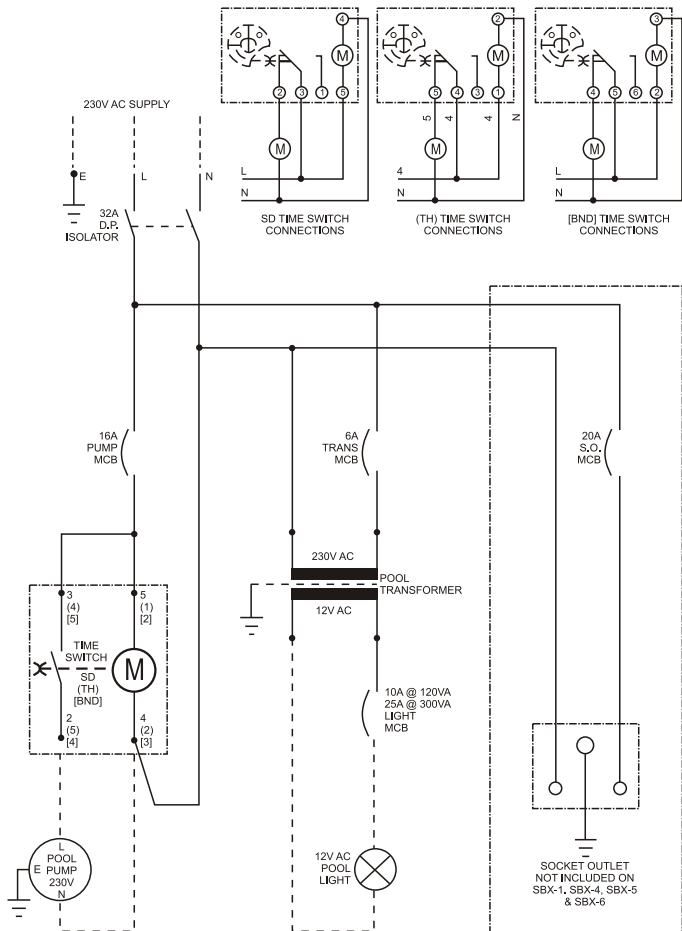 4
M
2
3
1
5
M
L
N
SD TIME SWITCH
CONNECTIONS
2
M
5
4
3
1
5
4
4
N
M
4
N
(TH) TIME SWITCH
CONNECTIONS
3
M
4
5
6
2
M
L
N
[BND] TIME SWITCH
CONNECTIONS
230V AC SUPPLY
E
L
N
32A
D.P.
ISOLATOR
16A
PUMP
MCB
6A
TRANS
MCB
20A
S.O.
MCB
230V AC
POOL
TRANSFORMER
12V AC
3
(4)
[5]
5
(1)
[2]
TIME
SWITCH
SD
(TH)
[BND]
M
2
(5)
[4]
4
(2)
[3]
10A @ 120VA
25A @ 300VA
LIGHT
MCB
L
POOL
PUMP
230V
N
E
12V AC
POOL
LIGHT
SOCKET OUTLET
NOT INCLUDED ON
SBX-1. SBX-4, SBX-5
& SBX-6